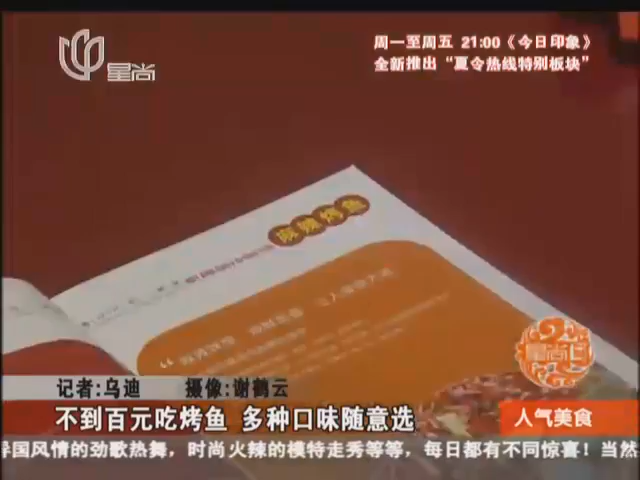 星尚
周一至周五 21:00《今日印象》
全新推出“夏令热线特别板块”
麻辣烤鱼
星尚
记者:乌迪 摄像:谢鹤云
不到百元吃烤鱼 多种口味随意选
人气美食
异国风情的劲歌热舞，时尚火辣的模特走秀等等，每日都有不同惊喜！当然